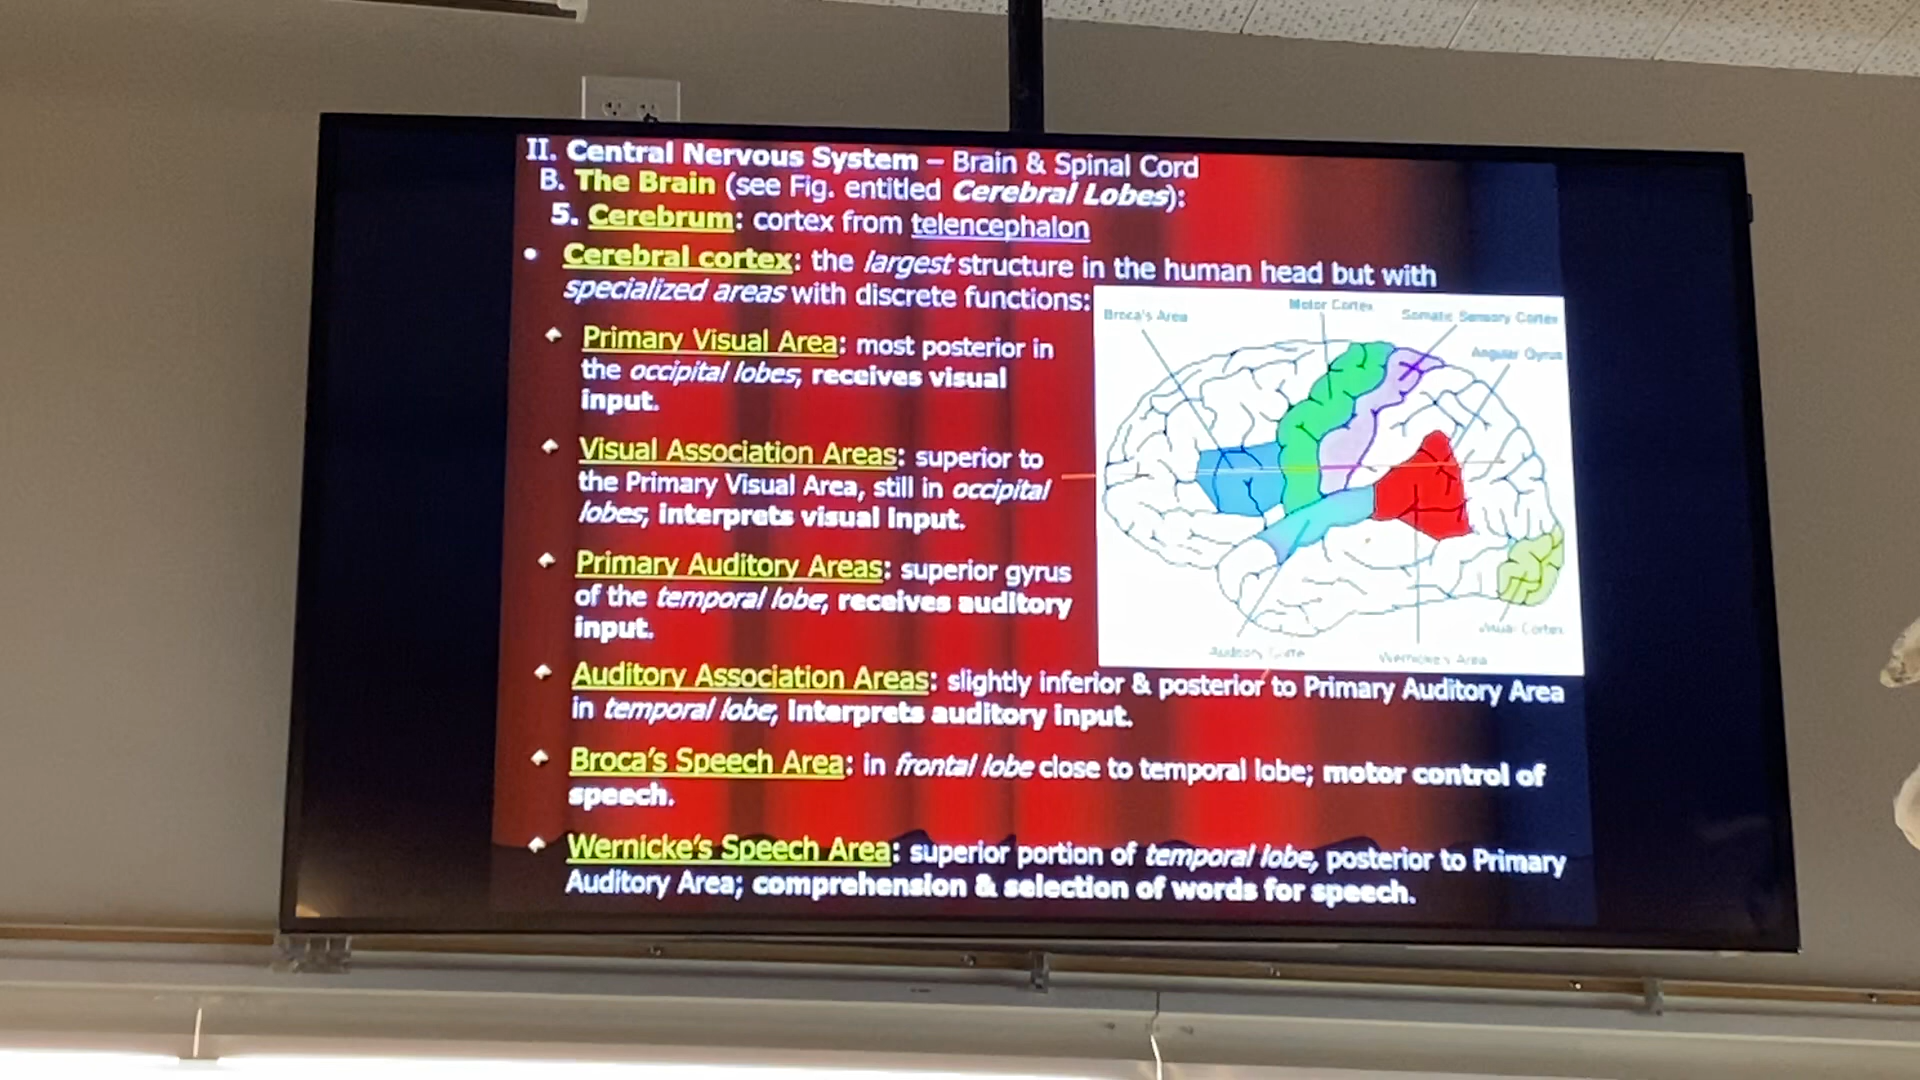 II. Central Nervous System – Brain & Spinal Cord
B. The Brain (see Fig. entitled Cerebral Lobes):
5. Cerebrum: cortex from telencephalon
• Cerebral cortex: the largest structure in the human head but with
specialized areas with discrete functions:
Primary Visual Area: most posterior in
the occipital lobes, receives visual
input.
Visual Association Areas: superior to
the Primary Visual Area, still in occipital
lobes; interprets visual input.
Primary Auditory Areas: superior gyrus
of the temporal lobe, receives auditory
input.
Broca's Area
Motor Cortex
Somatic Sensory Cortex
Angular Gyrus
Visual Cortex
Auditory
Wernicke's Area
Auditory Association Areas: slightly inferior & posterior to Primary Auditory Area
in temporal lobe; interprets auditory input.
Broca's Speech Area: in frontal lobe close to temporal lobe; motor control of
speech.
Wernicke's Speech Area: superior portion of temporal lobe, posterior to Primary
Auditory Area; comprehension & selection of words for speech.